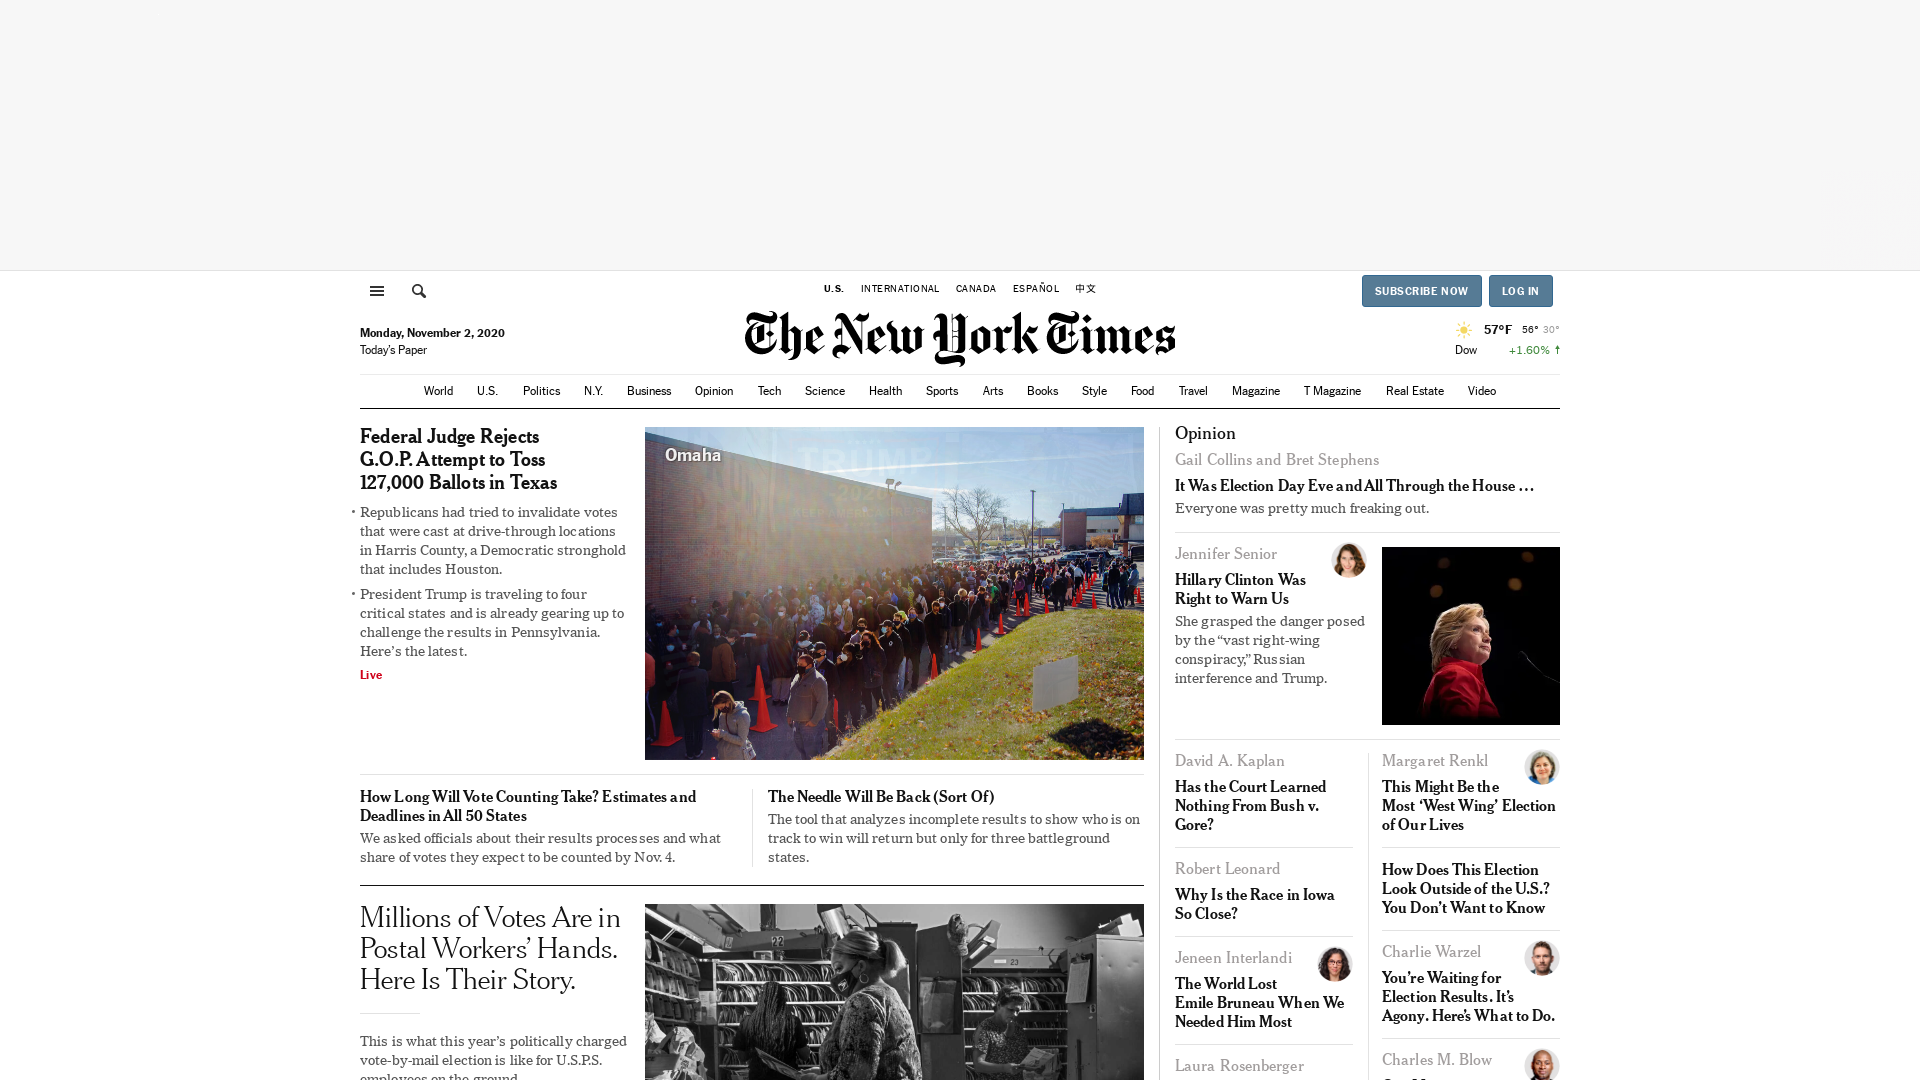 U.S. INTERNATIONAL CANADA ESPAÑOL 中文
SUBSCRIBE NOW LOG IN
Monday, November 2, 2020
Today's Paper
The New York Times
57°F 56° 30°
Dow +1.60% ↑
World U.S. Politics N.Y. Business Opinion Tech Science Health Sports Arts Books Style Food Travel Magazine T Magazine Real Estate Video
Federal Judge Rejects
G.O.P. Attempt to Toss
127,000 Ballots in Texas
• Republicans had tried to invalidate votes
that were cast at drive-through locations
in Harris County, a Democratic stronghold
that includes Houston.
• President Trump is traveling to four
critical states and is already gearing up to
challenge the results in Pennsylvania.
Here's the latest.
Live
Omaha
TRUMP
2020
How Long Will Vote Counting Take? Estimates and
Deadlines in All 50 States
We asked officials about their results processes and what
share of votes they expect to be counted by Nov. 4.
The Needle Will Be Back (Sort Of)
The tool that analyzes incomplete results to show who is on
track to win will return but only for three battleground
states.
Millions of Votes Are in
Postal Workers' Hands.
Here Is Their Story.
This is what this year's politically charged
vote-by-mail election is like for U.S.P.S.
employees on the ground.
22
23
Opinion
Gail Collins and Bret Stephens
It Was Election Day Eve and All Through the House …
Everyone was pretty much freaking out.
Jennifer Senior
Hillary Clinton Was
Right to Warn Us
She grasped the danger posed
by the “vast right-wing
conspiracy,” Russian
interference and Trump.
David A. Kaplan
Has the Court Learned
Nothing From Bush v.
Gore?
Robert Leonard
Why Is the Race in Iowa
So Close?
Jeneen Interlandi
The World Lost
Emile Bruneau When We
Needed Him Most
Laura Rosenberger
Margaret Renkl
This Might Be the
Most ‘West Wing’ Election
of Our Lives
How Does This Election
Look Outside of the U.S.?
You Don’t Want to Know
Charlie Warzel
You’re Waiting for
Election Results. It’s
Agony. Here’s What to Do.
Charles M. Blow